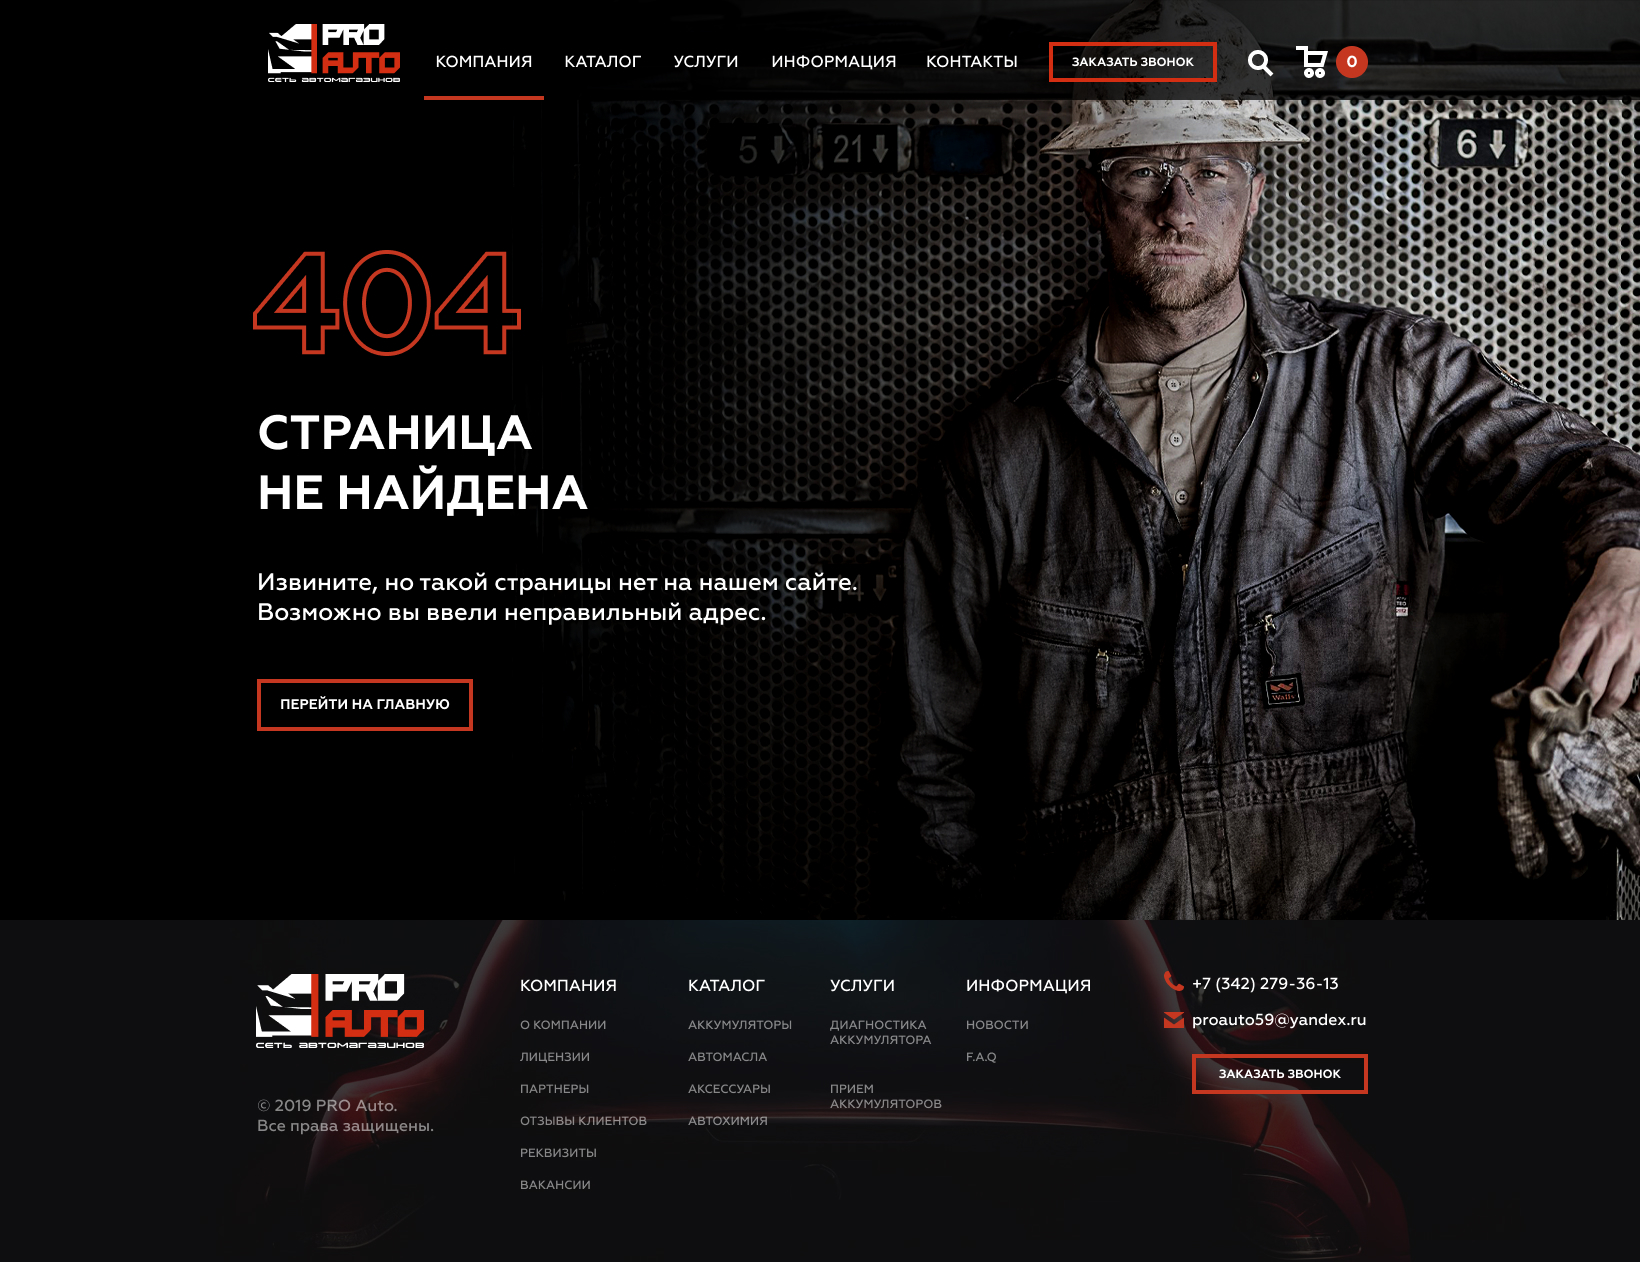 PRO
AUTO
сеть автомагазинов
КОМПАНИЯ
КАТАЛОГ
УСЛУГИ
ИНФОРМАЦИЯ
КОНТАКТЫ
ЗАКАЗАТЬ ЗВОНОК
0
5
21
6
404
СТРАНИЦА
НЕ НАЙДЕНА
Извините, но такой страницы нет на нашем сайте.
Возможно вы ввели неправильный адрес.
4
ПЕРЕЙТИ НА ГЛАВНУЮ
Walls
PRO
AUTO
сеть автомагазинов
© 2019 PRO Auto.
Все права защищены.
КОМПАНИЯ
О КОМПАНИИ
ЛИЦЕНЗИИ
ПАРТНЕРЫ
ОТЗЫВЫ КЛИЕНТОВ
РЕКВИЗИТЫ
ВАКАНСИИ
КАТАЛОГ
АККУМУЛЯТОРЫ
АВТОМАСЛА
АКСЕССУАРЫ
АВТОХИМИЯ
УСЛУГИ
ДИАГНОСТИКА
АККУМУЛЯТОРА
ПРИЕМ
АККУМУЛЯТОРОВ
ИНФОРМАЦИЯ
НОВОСТИ
F.A.Q
+7 (342) 279-36-13
proauto59@yandex.ru
ЗАКАЗАТЬ ЗВОНОК